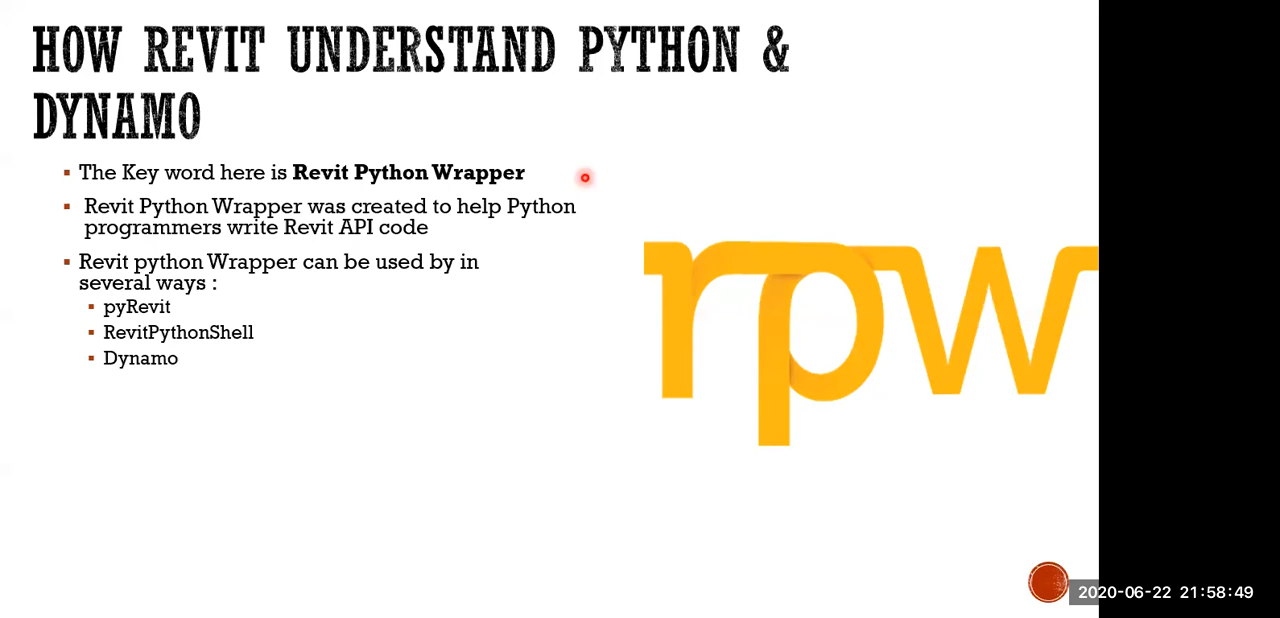 HOW REVIT UNDERSTAND PYTHON &
DYNAMO
The Key word here is Revit Python Wrapper
Revit Python Wrapper was created to help Python
programmers write Revit API code
Revit python Wrapper can be used by in
several ways :
pyRevit
RevitPythonShell
Dynamo
rpw
2020-06-22 21:58:49